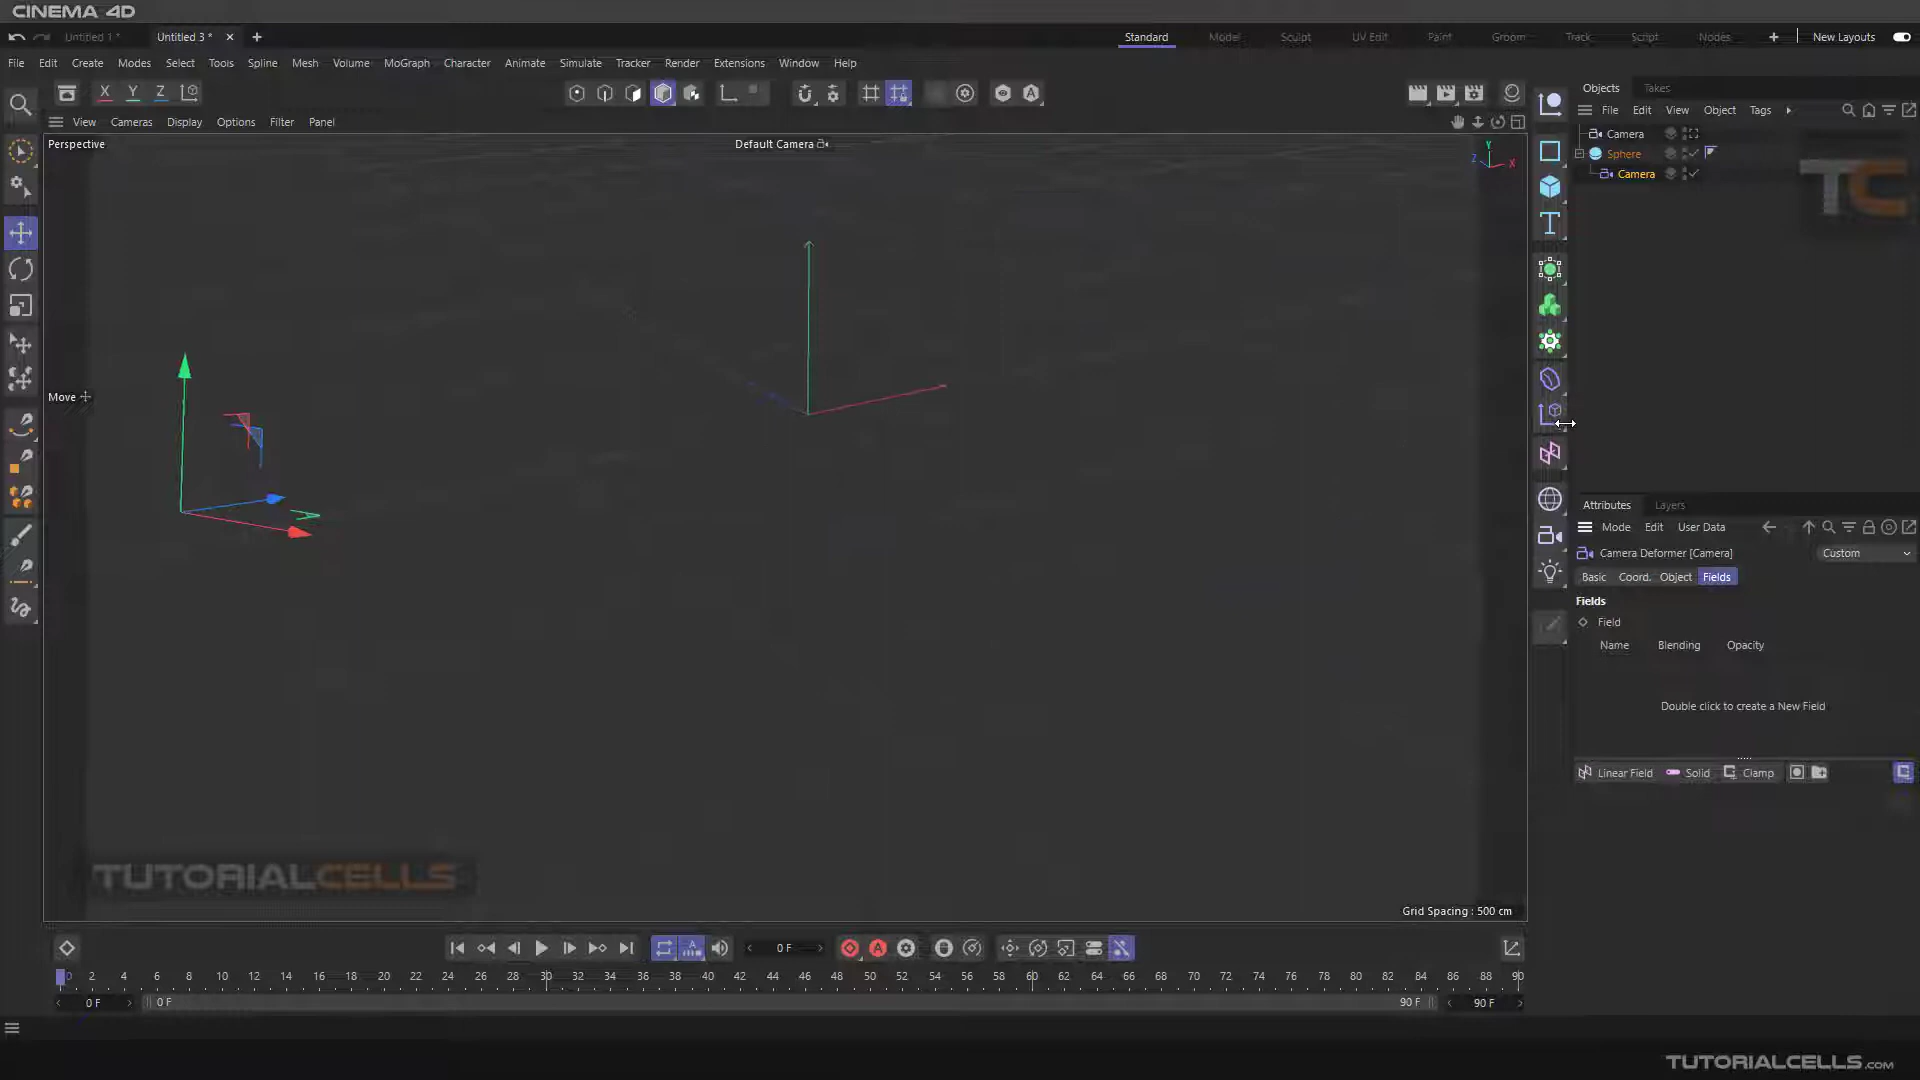 CINEMA 4D
Untitled 1 *
Untitled 3 *
Standard
Model
Sculpt
UV Edit
Paint
Groom
Track
Script
Nodes
New Layouts
File Edit Create Modes Select Tools Spline Mesh Volume MoGraph Character Animate Simulate Tracker Render Extensions Window Help
X Y Z
View Cameras Display Options Filter Panel
Perspective
Default Camera
Y
Z
X
Move
Objects Takes
File Edit View Object Tags
Camera
Sphere
Camera
TC
Attributes Layers
Mode Edit User Data
Camera Deformer [Camera]
Custom
Basic Coord. Object Fields
Fields
Field
Name Blending Opacity
Double click to create a New Field
Linear Field Solid Clamp
TUTORIALCELLS
Grid Spacing : 500 cm
0 F
0 2 4 6 8 10 12 14 16 18 20 22 24 26 28 30 32 34 36 38 40 42 44 46 48 50 52 54 56 58 60 62 64 66 68 70 72 74 76 78 80 82 84 86 88 90
0 F
0 F
90 F
90 F
TUTORIALCELLS.COM